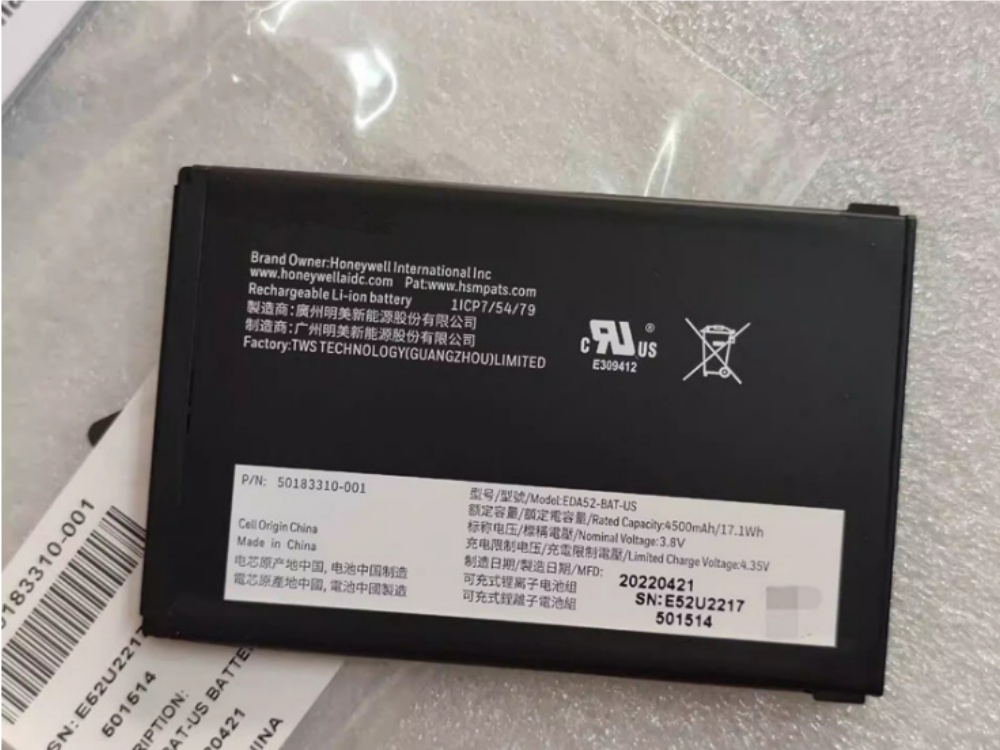 Brand Owner:Honeywell International Inc
www.honeywellaidc.com Pat:www.hsmpats.com
Rechargeable Li-ion battery 1ICP7/54/79
製造商:廣州明美新能源股份有限公司
制造商:广州明美新能源股份有限公司
Factory:TWS TECHNOLOGY(GUANGZHOU)LIMITED
C RU US ®
E309412
P/N: 50183310-001
Cell Origin China
Made in China
电芯原产地中国, 电池中国制造
電芯原產地中國, 電池中國製造
型号/型號/Model:EDA52-BAT-US
额定容量/額定電容量/Rated Capacity:4500mAh/17.1Wh
标称电压/標稱電壓/Nominal Voltage:3.8V
充电限制电压/充電限制電壓/Limited Charge Voltage:4.35V
制造日期/製造日期/MFD: 20220421
可充式锂离子电池组 SN:E52U2217
可充式鋰離子電池組 501514
0183310-001
SN: E52U2217
501514
RIPTION:
BAT-US BATTE
20421
INA